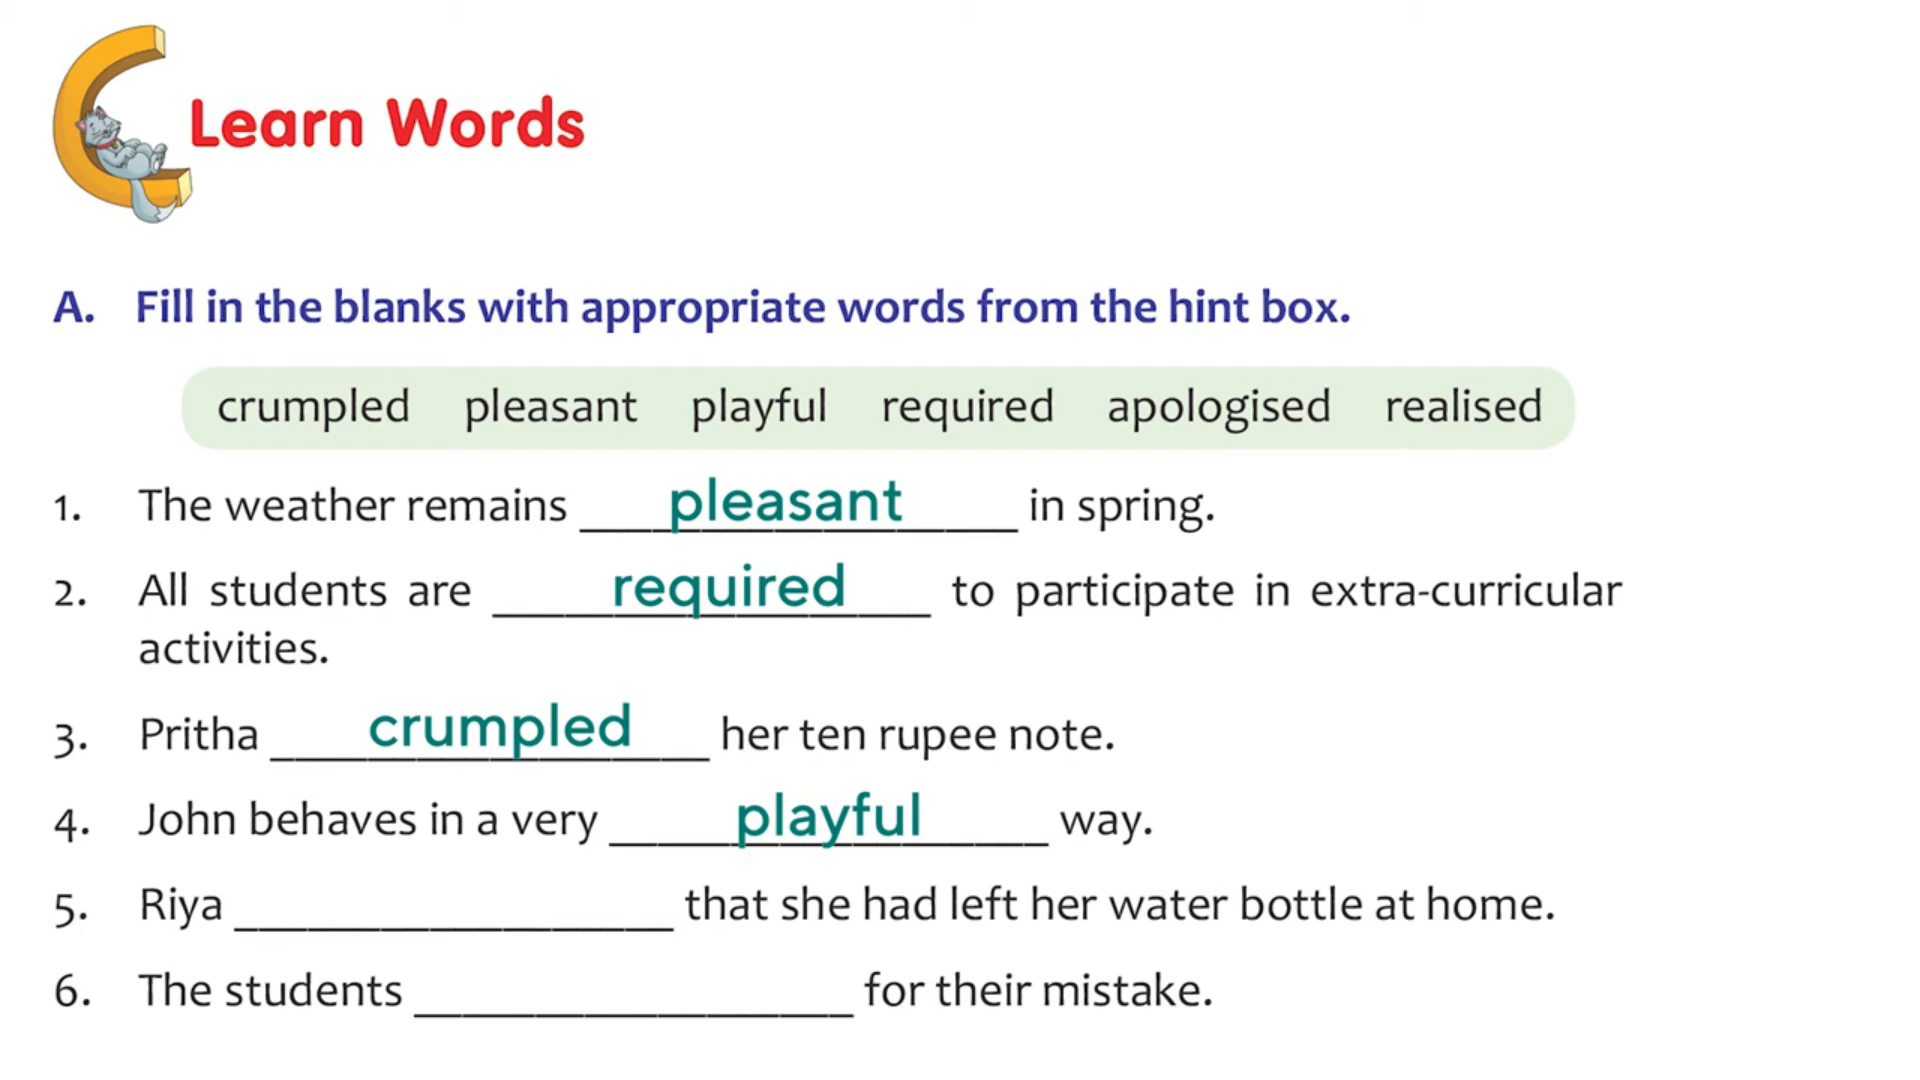 Learn Words
A. Fill in the blanks with appropriate words from the hint box.
crumpled pleasant playful required apologised realised
1. The weather remains pleasant in spring.
2. All students are required to participate in extra-curricular
activities.
3. Pritha crumpled her ten rupee note.
4. John behaves in a very playful way.
5. Riya __________________ that she had left her water bottle at home.
6. The students __________________ for their mistake.